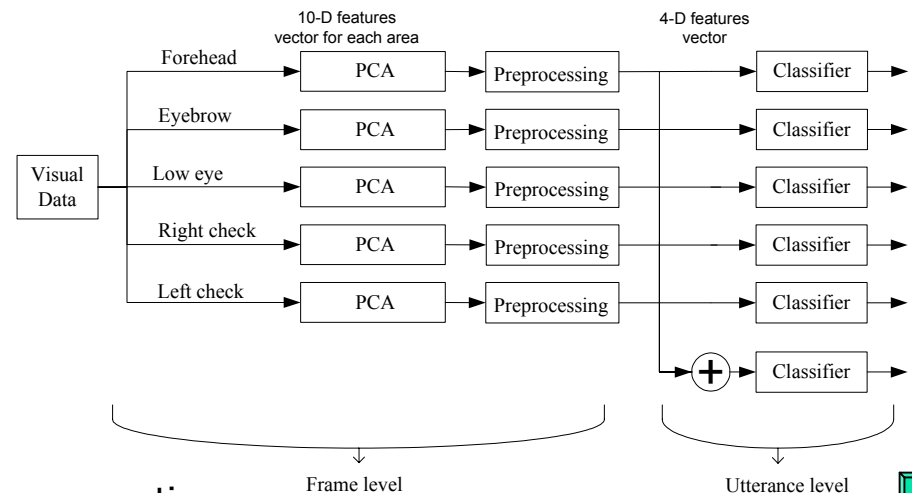 10-D features
vector for each area
4-D features
vector
Forehead
PCA
Preprocessing
Classifier
Eyebrow
PCA
Preprocessing
Classifier
Visual
Data
Low eye
PCA
Preprocessing
Classifier
Right check
PCA
Preprocessing
Classifier
Left check
PCA
Preprocessing
Classifier
+
Classifier
Frame level
Utterance level